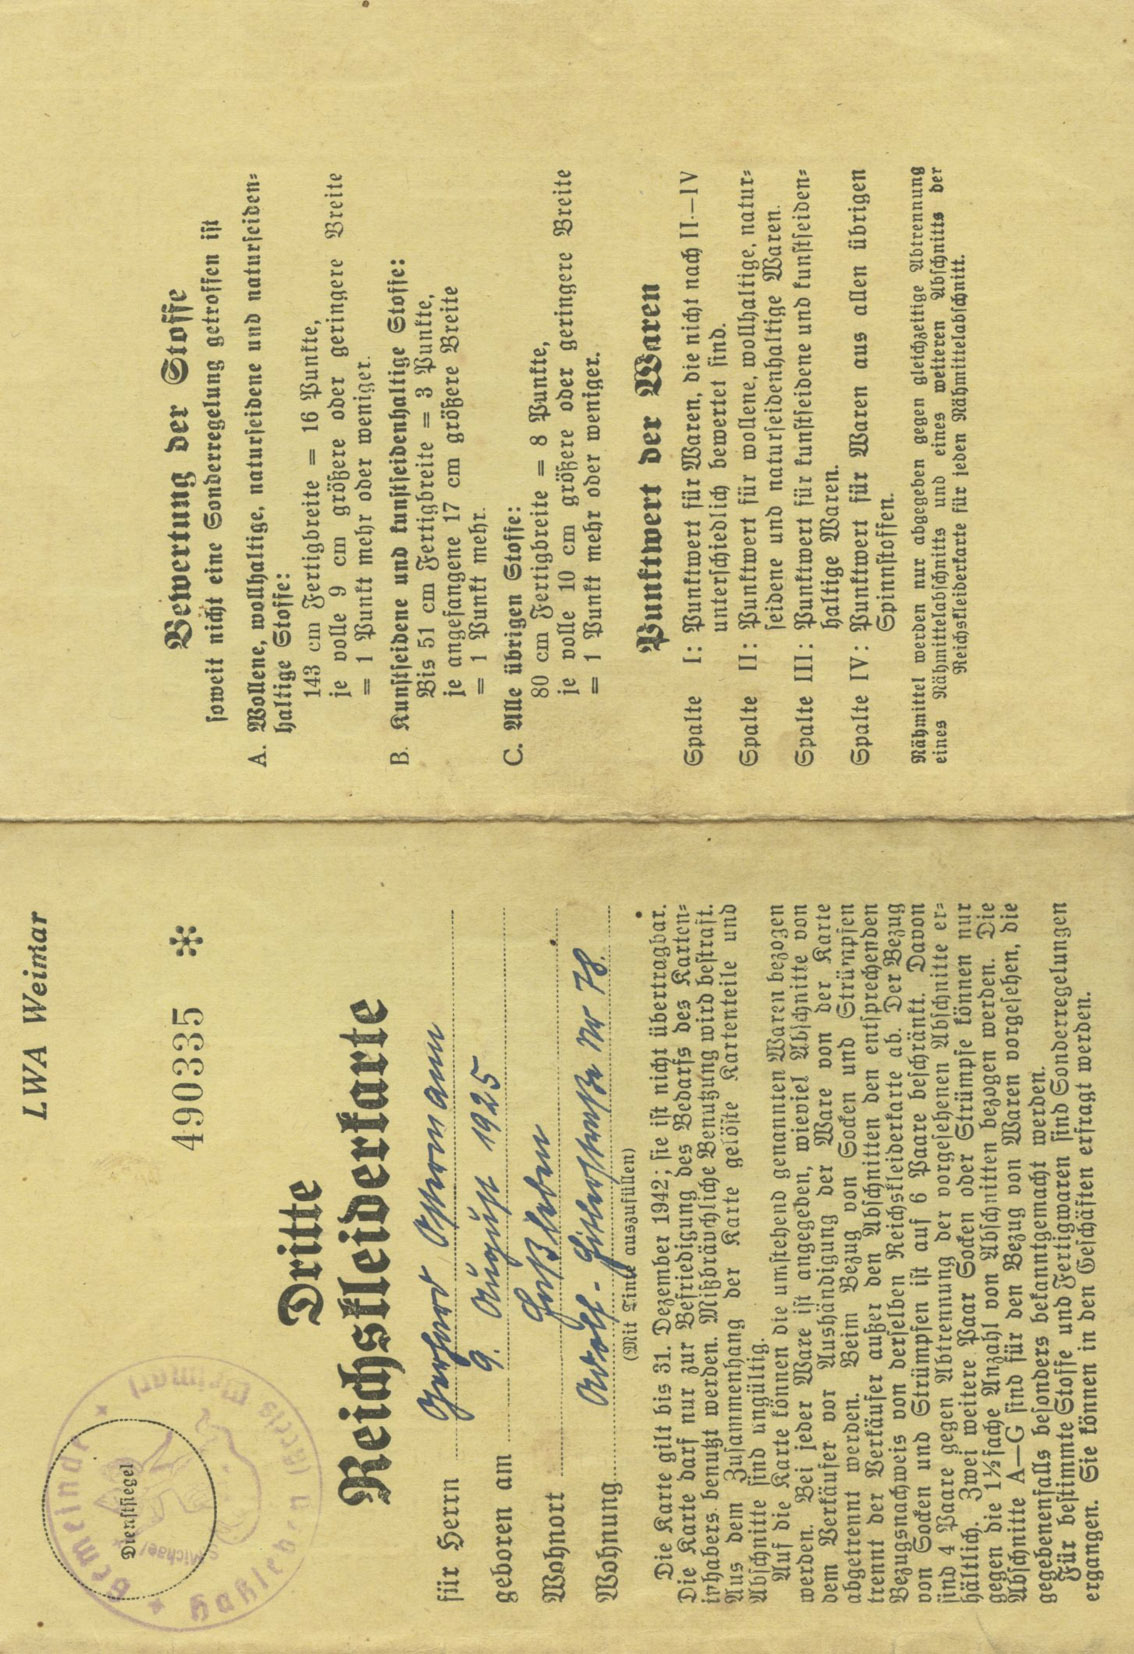 LWA Weimar
490335 *
Gemeinde
Haßleben (Kreis Weimar)
S. Michael
Dienstsiegel
Dritte
Reichskleiderkarte
für Herrn Gerhard
geboren am 9. August 1925
Wohnort Haßleben
Wohnung Adolf-Hitlerstraße Nr 78.
(Mit Tinte auszufüllen)
Die Karte gilt bis 31. Dezember 1942; sie ist nicht übertragbar.
Die Karte darf nur zur Befriedigung des Bedarfs des Karten-
inhabers benutzt werden. Mißbräuchliche Benutzung wird bestraft.
Aus dem Zusammenhang der Karte gelöste Kartenteile und
Abschnitte sind ungültig.
Auf die Karte können die umstehend genannten Waren bezogen
werden. Bei jeder Ware ist angegeben, wieviel Abschnitte von
dem Verkäufer vor Aushändigung der Ware von der Karte
abgetrennt werden. Beim Bezug von Socken und Strümpfen
trennt der Verkäufer außer den Abschnitten den entsprechenden
Bezugsnachweis von derselben Reichskleiderkarte ab. Der Bezug
von Socken und Strümpfen ist auf 6 Paare beschränkt. Davon
sind 4 Paare gegen Abtrennung der vorgesehenen Abschnitte er-
hältlich. Zwei weitere Paar Socken oder Strümpfe können nur
gegen die 1½fache Anzahl von Abschnitten bezogen werden. Die
Abschnitte A—G sind für den Bezug von Waren vorgesehen, die
gegebenenfalls besonders bekanntgemacht werden.
Für bestimmte Stoffe und Fertigwaren sind Sonderregelungen
ergangen. Sie können in den Geschäften erfragt werden.
Bewertung der Stoffe
soweit nicht eine Sonderregelung getroffen ist
A. Wollene, wollhaltige, naturseidene und naturseiden-
haltige Stoffe:
143 cm Fertigbreite = 16 Punkte,
je volle 9 cm größere oder geringere Breite
= 1 Punkt mehr oder weniger.
B. Kunstseidene und kunstseidenhaltige Stoffe:
Bis 51 cm Fertigbreite = 3 Punkte,
je angefangene 17 cm größere Breite
= 1 Punkt mehr.
C. Alle übrigen Stoffe:
80 cm Fertigbreite = 8 Punkte,
je volle 10 cm größere oder geringere Breite
= 1 Punkt mehr oder weniger.
Punktwert der Waren
Spalte I: Punktwert für Waren, die nicht nach II.—IV
unterschiedlich bewertet sind.
Spalte II: Punktwert für wollene, wollhaltige, natur-
seidene und naturseidenhaltige Waren.
Spalte III: Punktwert für kunstseidene und kunstseiden-
haltige Waren.
Spalte IV: Punktwert für Waren aus allen übrigen
Spinnstoffen.
Nähmittel werden nur abgegeben gegen gleichzeitige Abtrennung
eines Nähmittelabschnitts und eines weiteren Abschnitts der
Reichskleiderkarte für jeden Nähmittelabschnitt.